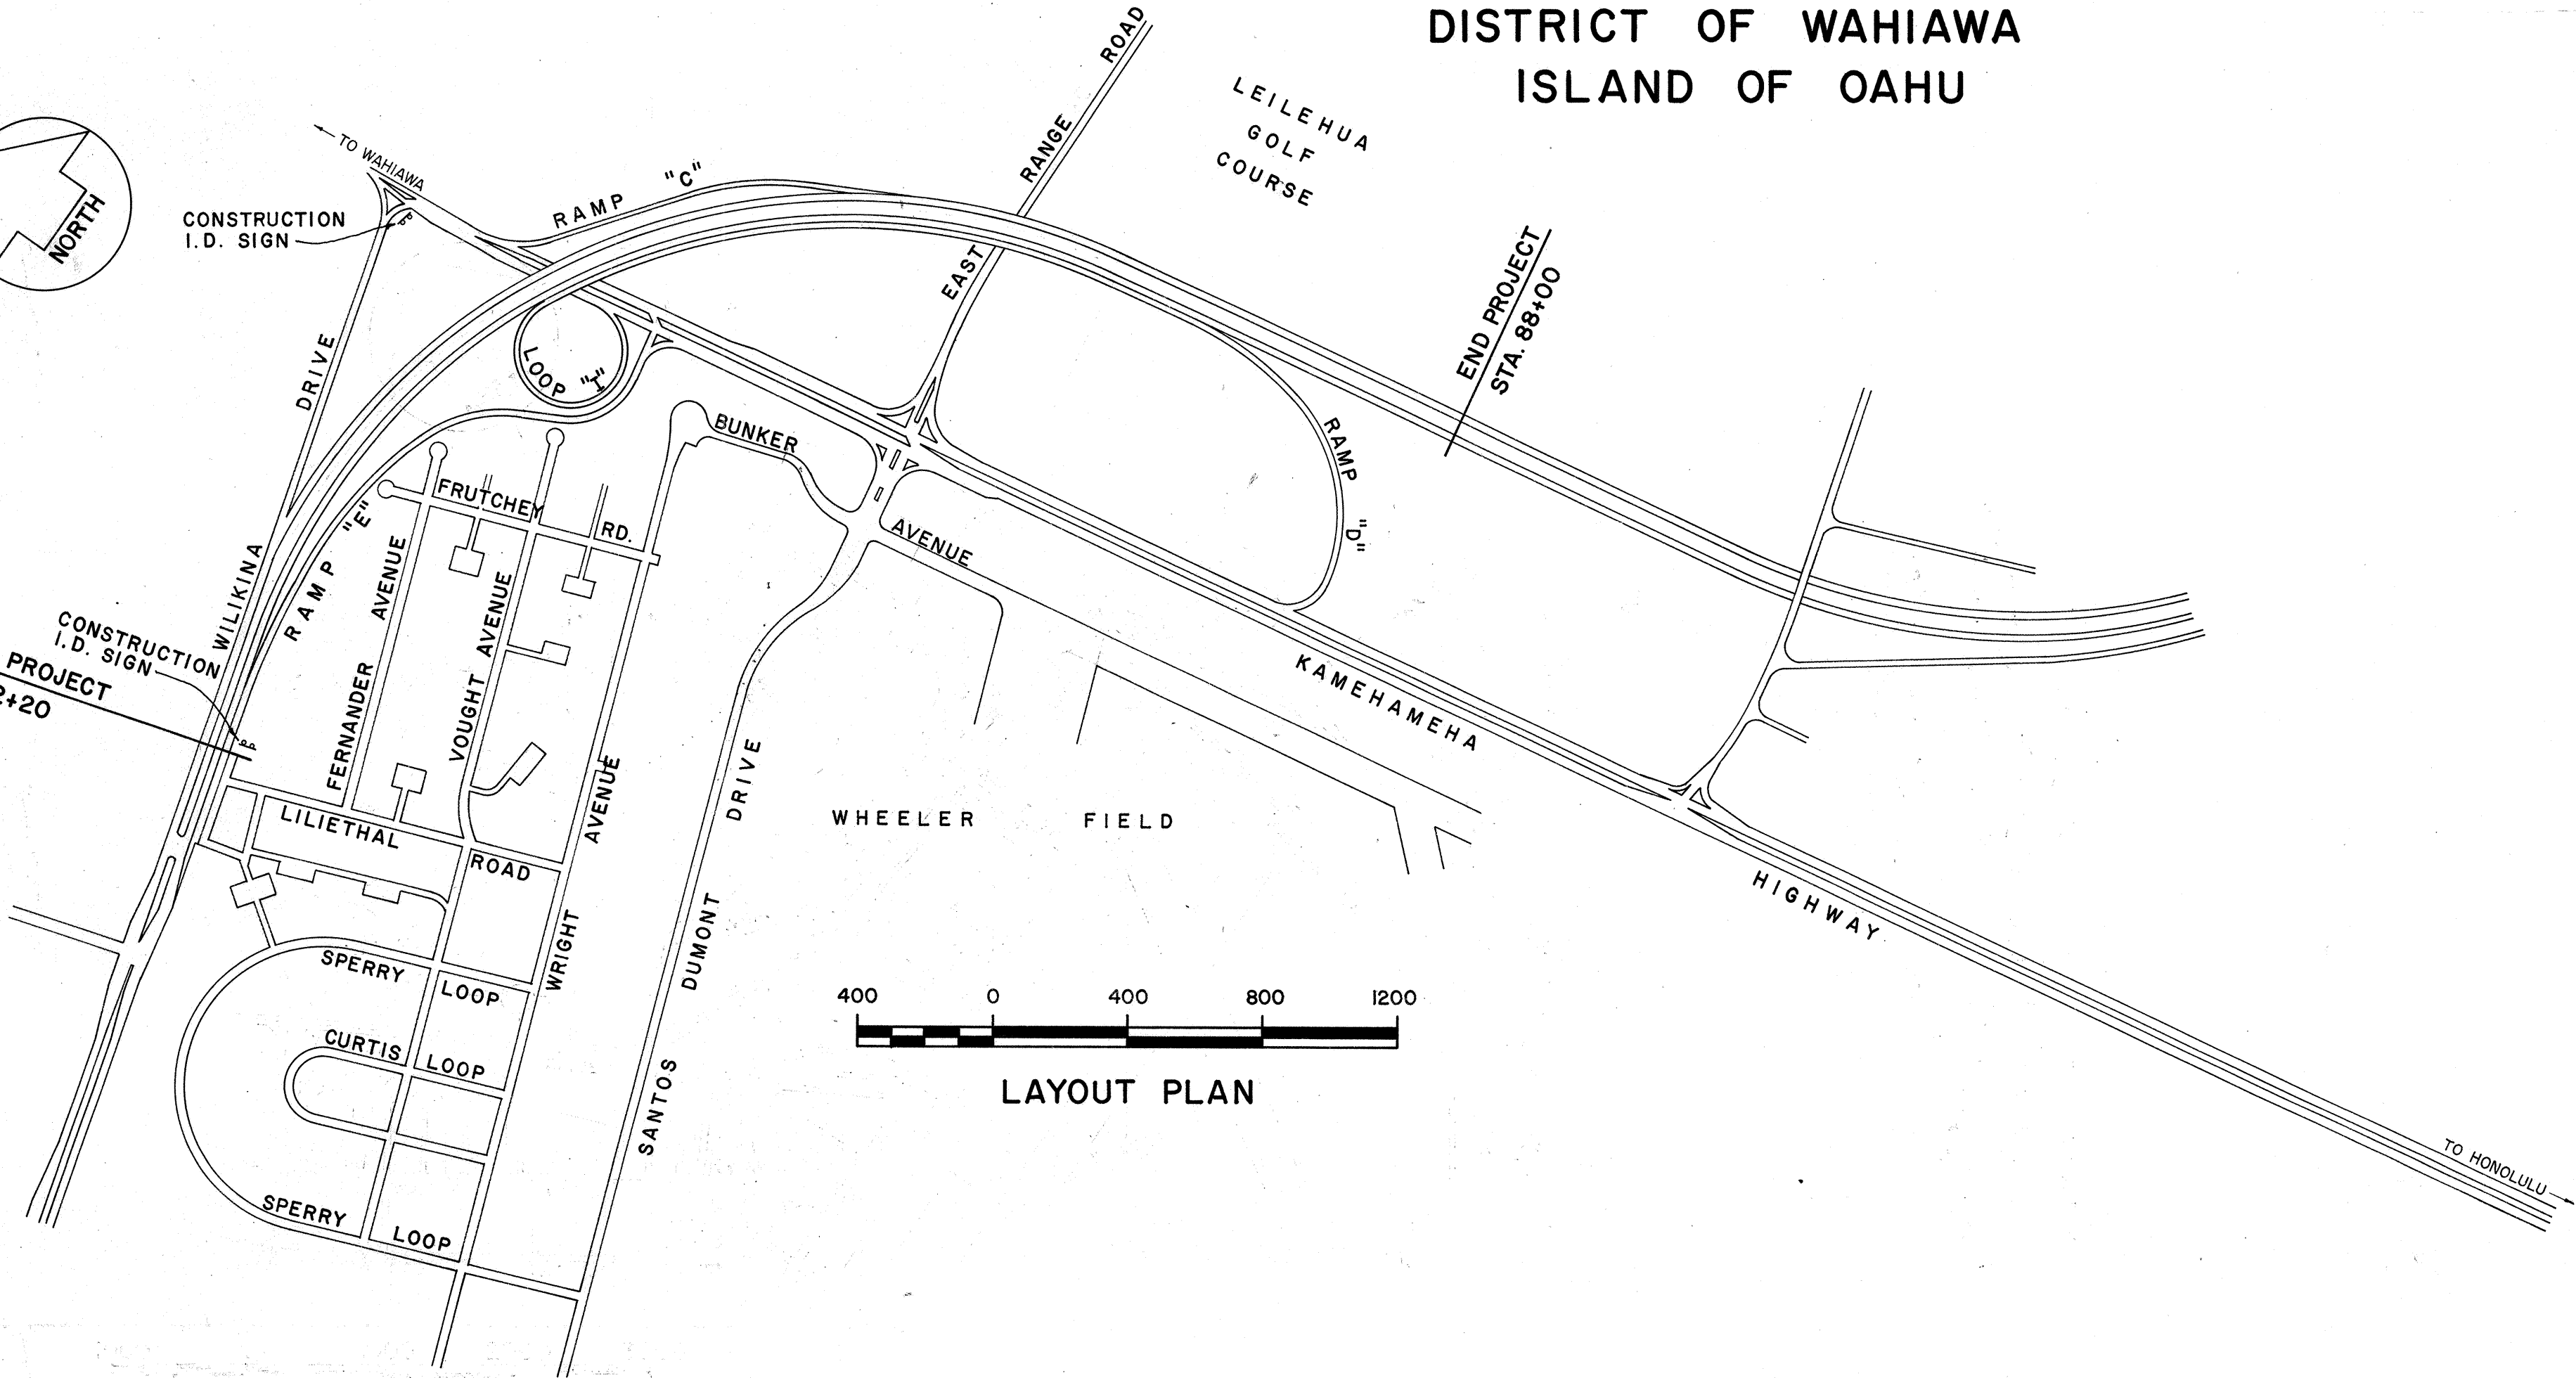 DISTRICT OF WAHIAWA
ISLAND OF OAHU
NORTH
TO WAHIAWA
CONSTRUCTION
I.D. SIGN
RAMP "C"
EAST RANGE ROAD
LEILEHUA
GOLF
COURSE
END PROJECT
STA. 88+00
WILIKINA DRIVE
LOOP "I"
RAMP "E"
RAMP "D"
BUNKER AVENUE
FRUTCHEY RD.
FERNANDER AVENUE
VOUGHT AVENUE
WRIGHT AVENUE
SANTOS DUMONT DRIVE
CONSTRUCTION
I.D. SIGN
PROJECT
2+20
LILIETHAL ROAD
WHEELER FIELD
KAMEHAMEHA HIGHWAY
SPERRY LOOP
CURTIS LOOP
SPERRY LOOP
400 0 400 800 1200
LAYOUT PLAN
TO HONOLULU